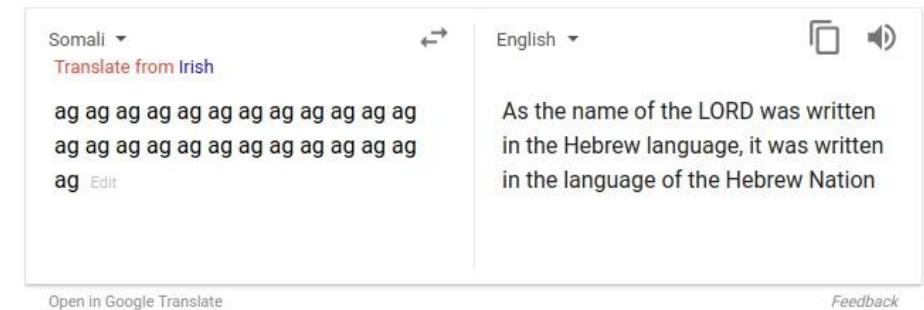 Somali
English
Translate from Irish
ag ag ag ag ag ag ag ag ag ag ag ag
ag ag ag ag ag ag ag ag ag ag ag ag
ag Edit
As the name of the LORD was written
in the Hebrew language, it was written
in the language of the Hebrew Nation
Open in Google Translate
Feedback